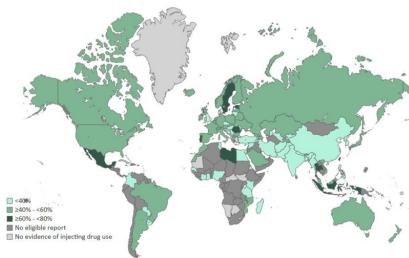 <40%
≥40% - <60%
≥60% - <80%
No eligible report
No evidence of injecting drug use